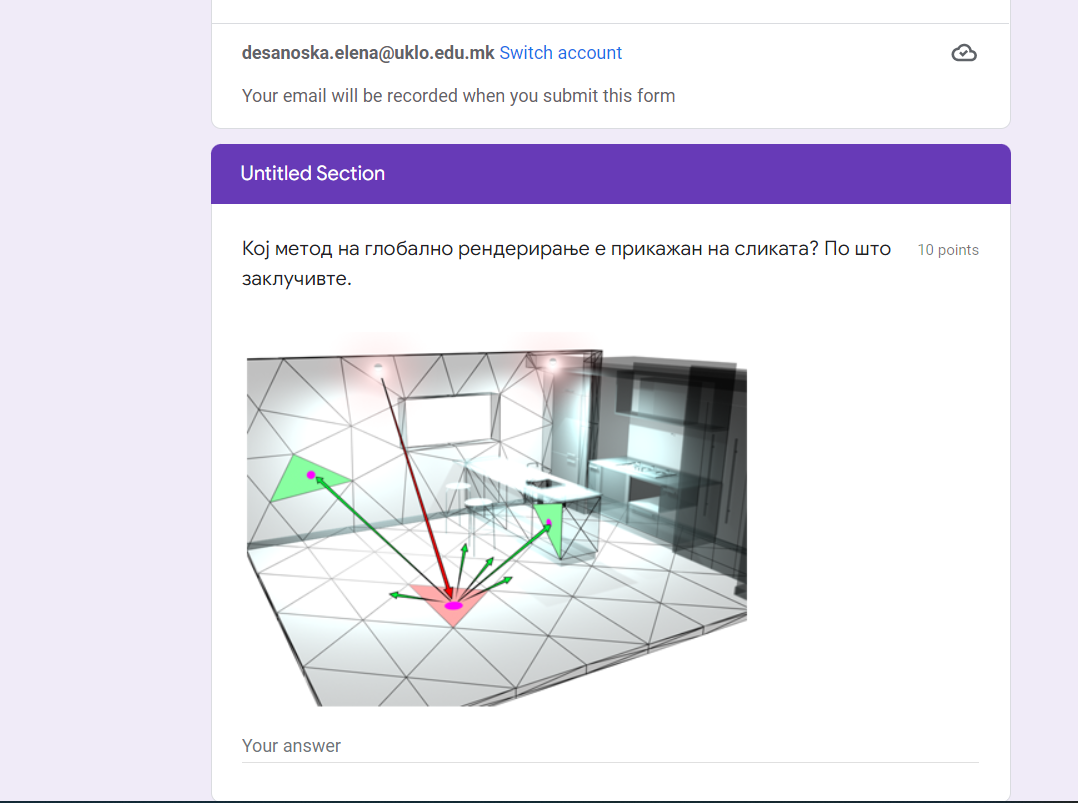 desanoska.elena@uklo.edu.mk Switch account
Your email will be recorded when you submit this form
Untitled Section
Кој метод на глобално рендерирање е прикажан на сликата? По што
заклучивте.
10 points
Your answer